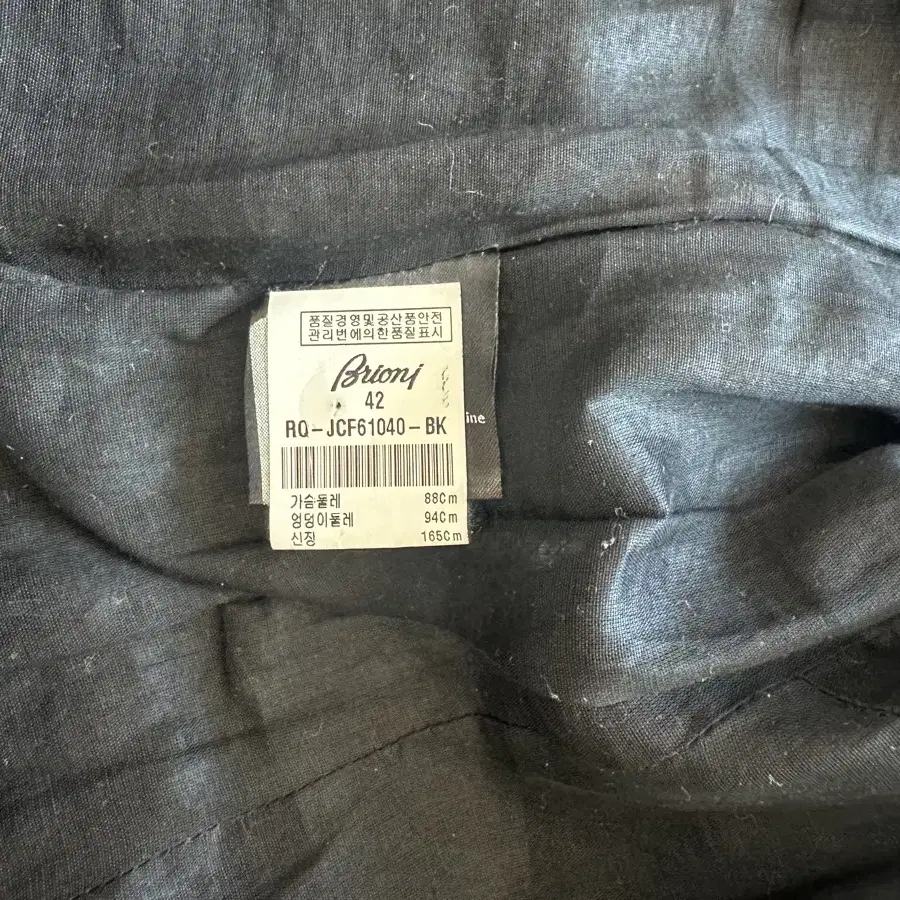 품질경영및공산품안전
관리번에의한품질표시
Brioni
42
RQ-JCF61040-BK
ine
가슴둘레 88Cm
엉덩이둘레 94Cm
신장 165Cm